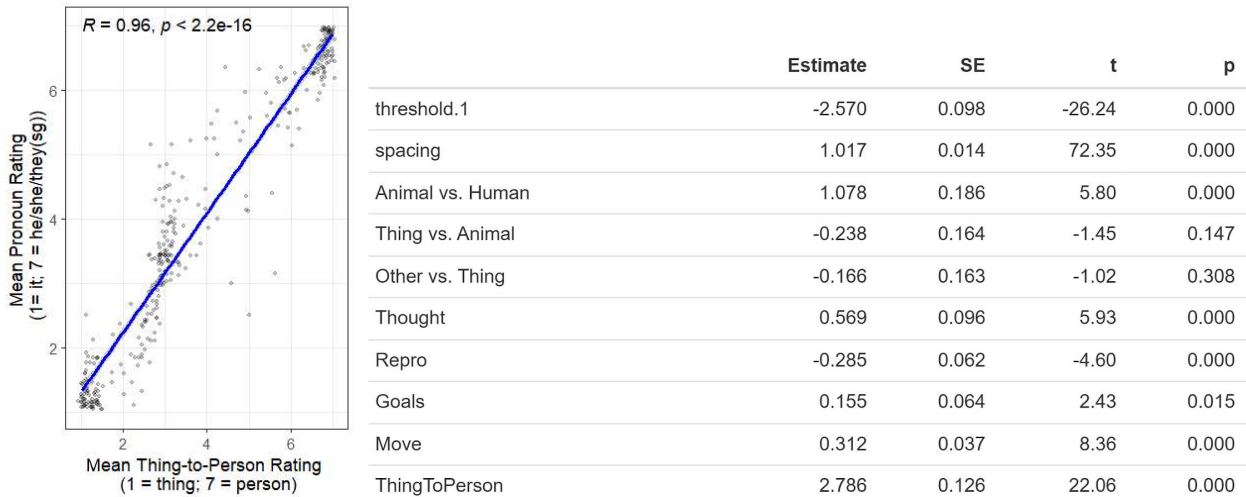 R = 0.96, p < 2.2e-16
6
4
2
Mean Pronoun Rating
(1= it; 7 = he/she/they(sg))
2 4 6
Mean Thing-to-Person Rating
(1 = thing; 7 = person)
Estimate SE t p
threshold.1 -2.570 0.098 -26.24 0.000
spacing 1.017 0.014 72.35 0.000
Animal vs. Human 1.078 0.186 5.80 0.000
Thing vs. Animal -0.238 0.164 -1.45 0.147
Other vs. Thing -0.166 0.163 -1.02 0.308
Thought 0.569 0.096 5.93 0.000
Repro -0.285 0.062 -4.60 0.000
Goals 0.155 0.064 2.43 0.015
Move 0.312 0.037 8.36 0.000
ThingToPerson 2.786 0.126 22.06 0.000